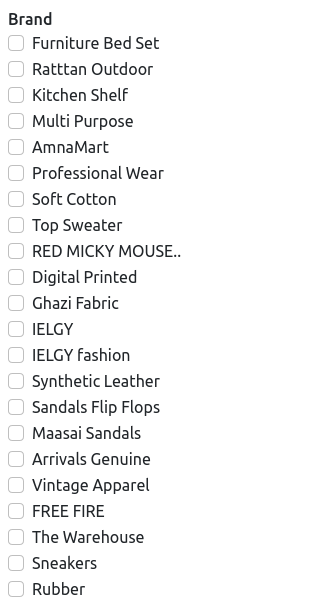 Brand
Furniture Bed Set
Ratttan Outdoor
Kitchen Shelf
Multi Purpose
AmnaMart
Professional Wear
Soft Cotton
Top Sweater
RED MICKY MOUSE..
Digital Printed
Ghazi Fabric
IELGY
IELGY fashion
Synthetic Leather
Sandals Flip Flops
Maasai Sandals
Arrivals Genuine
Vintage Apparel
FREE FIRE
The Warehouse
Sneakers
Rubber